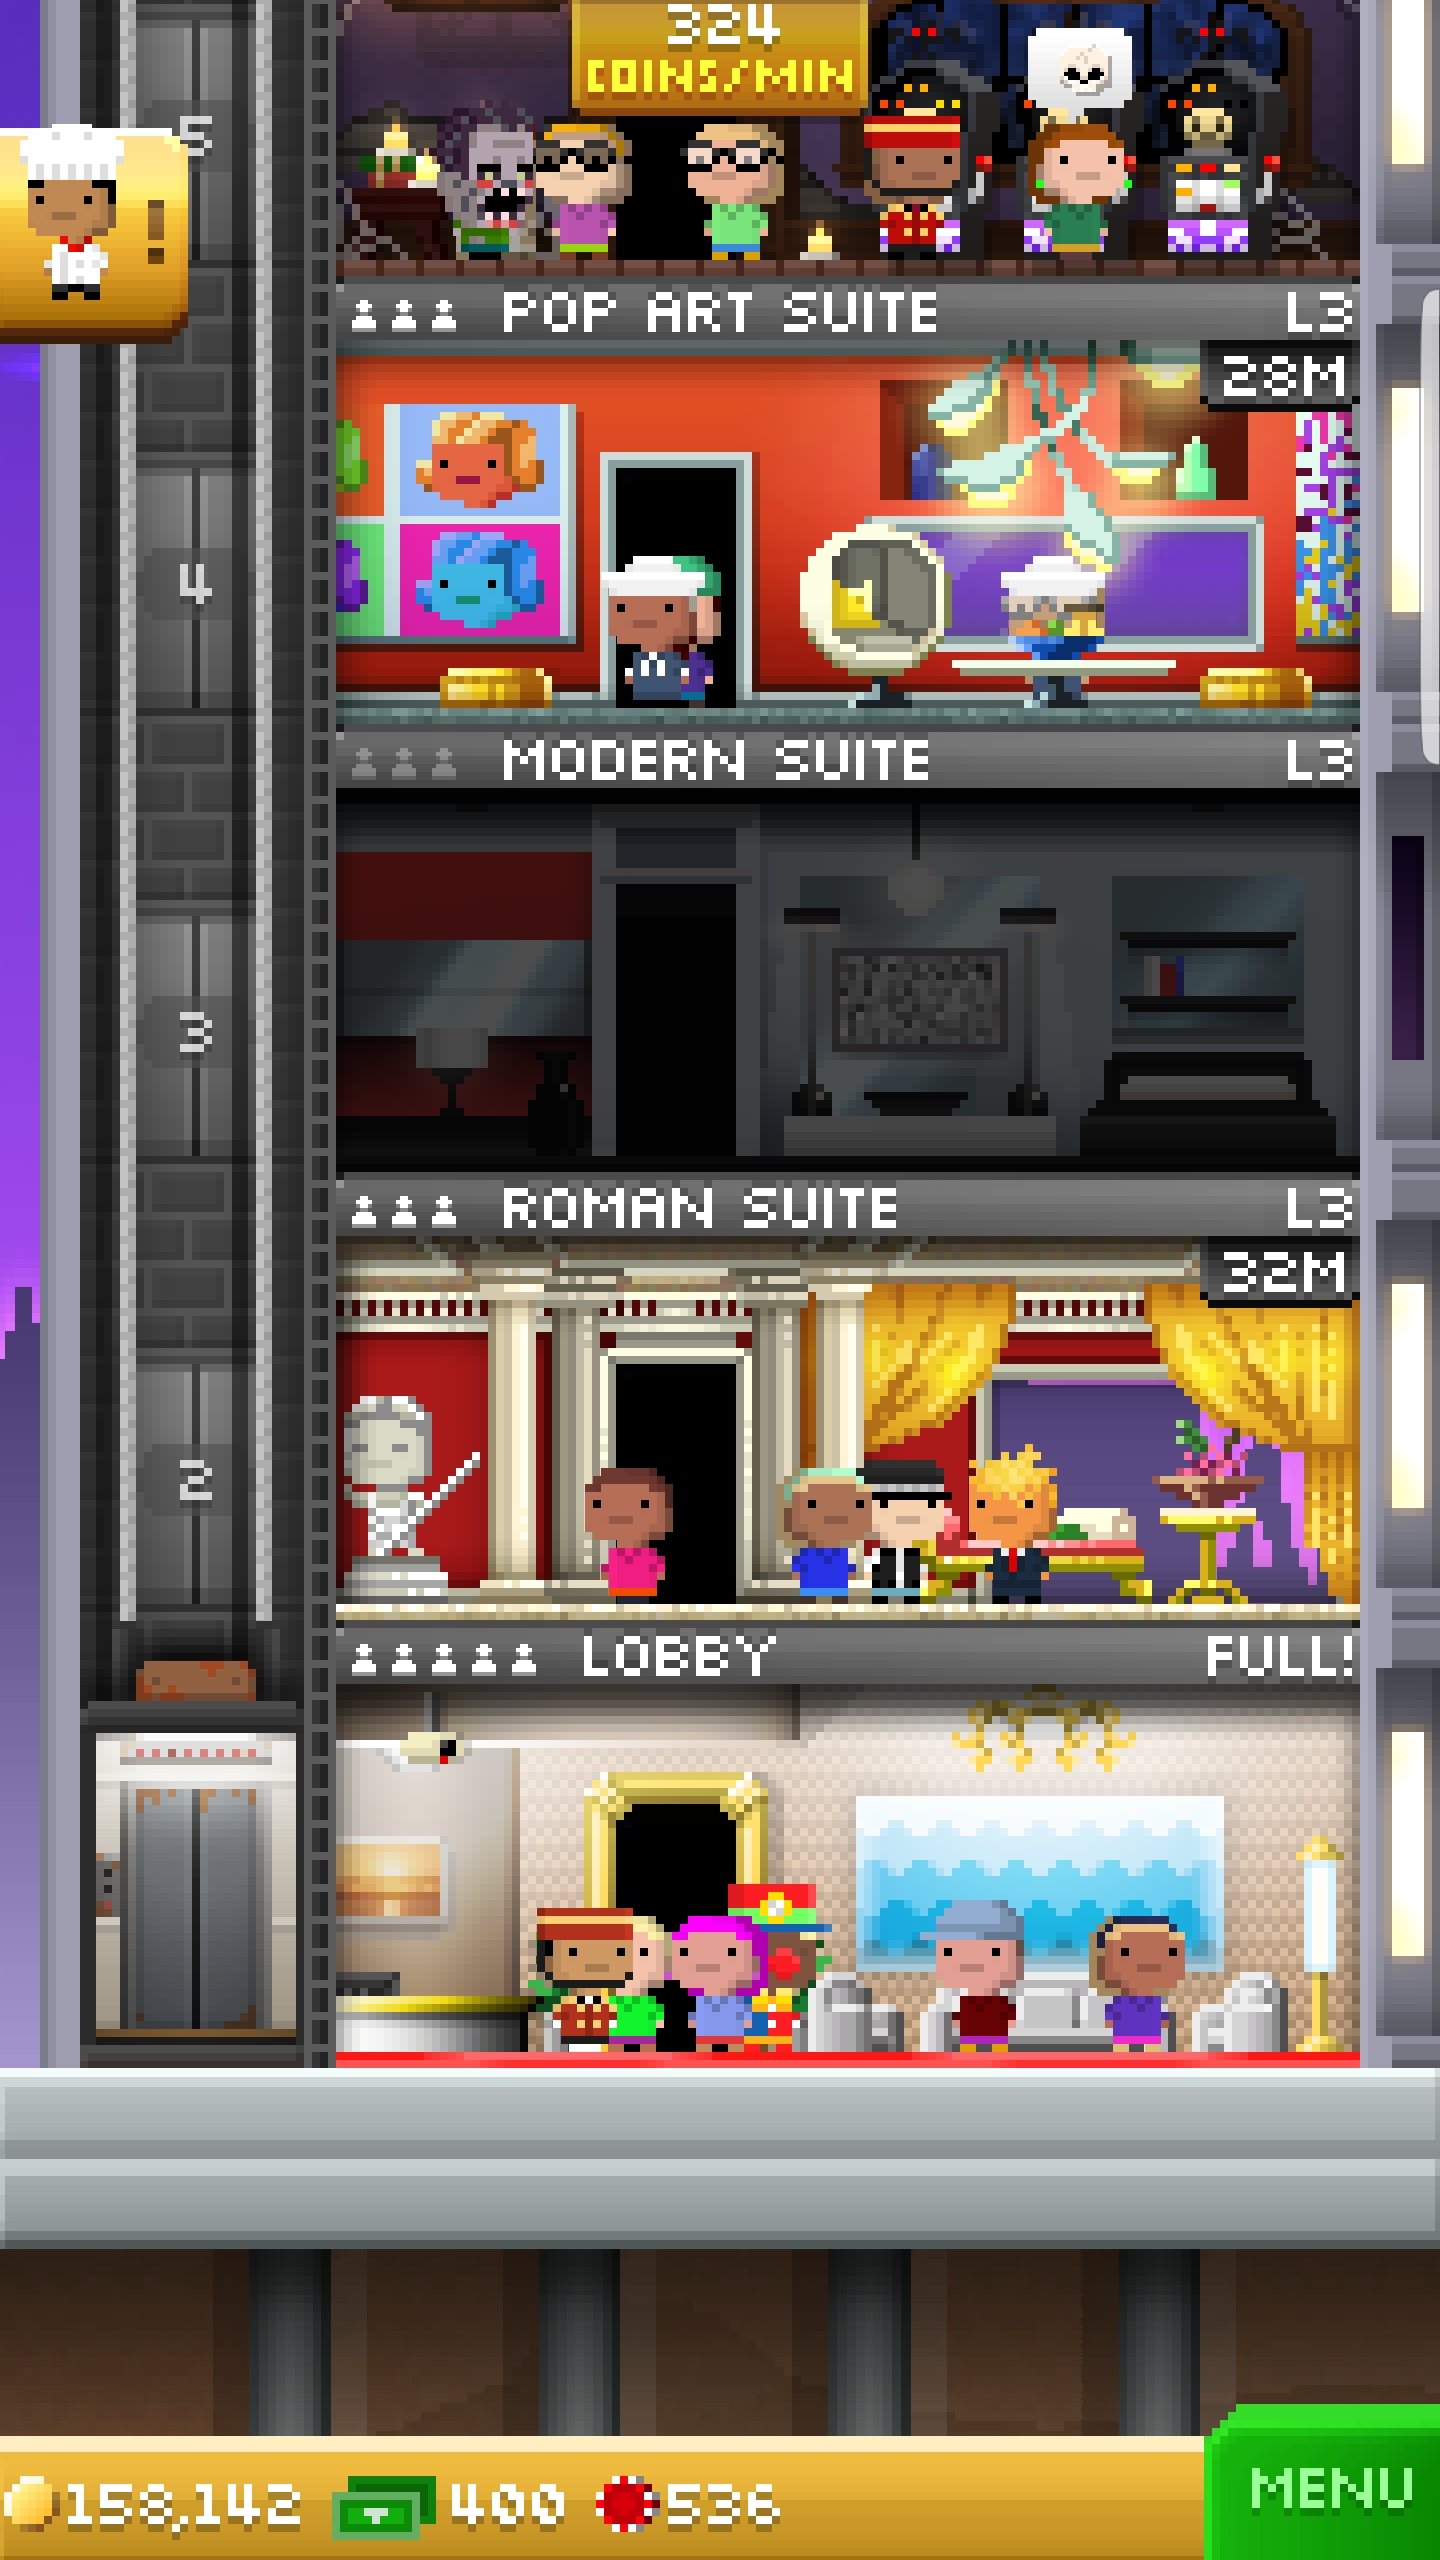 324
COINS/MIN
5
!
POP ART SUITE L3
28M
4
MODERN SUITE L3
3
ROMAN SUITE L3
32M
2
LOBBY FULL!
158,142 400 536
MENU